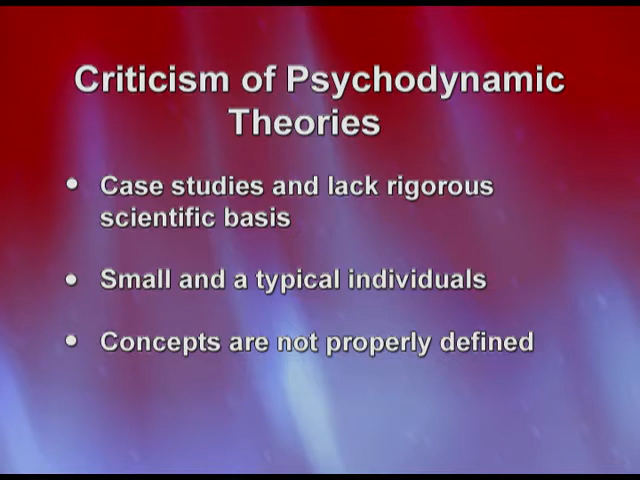 Criticism of Psychodynamic
Theories
• Case studies and lack rigorous
scientific basis
• Small and a typical individuals
• Concepts are not properly defined